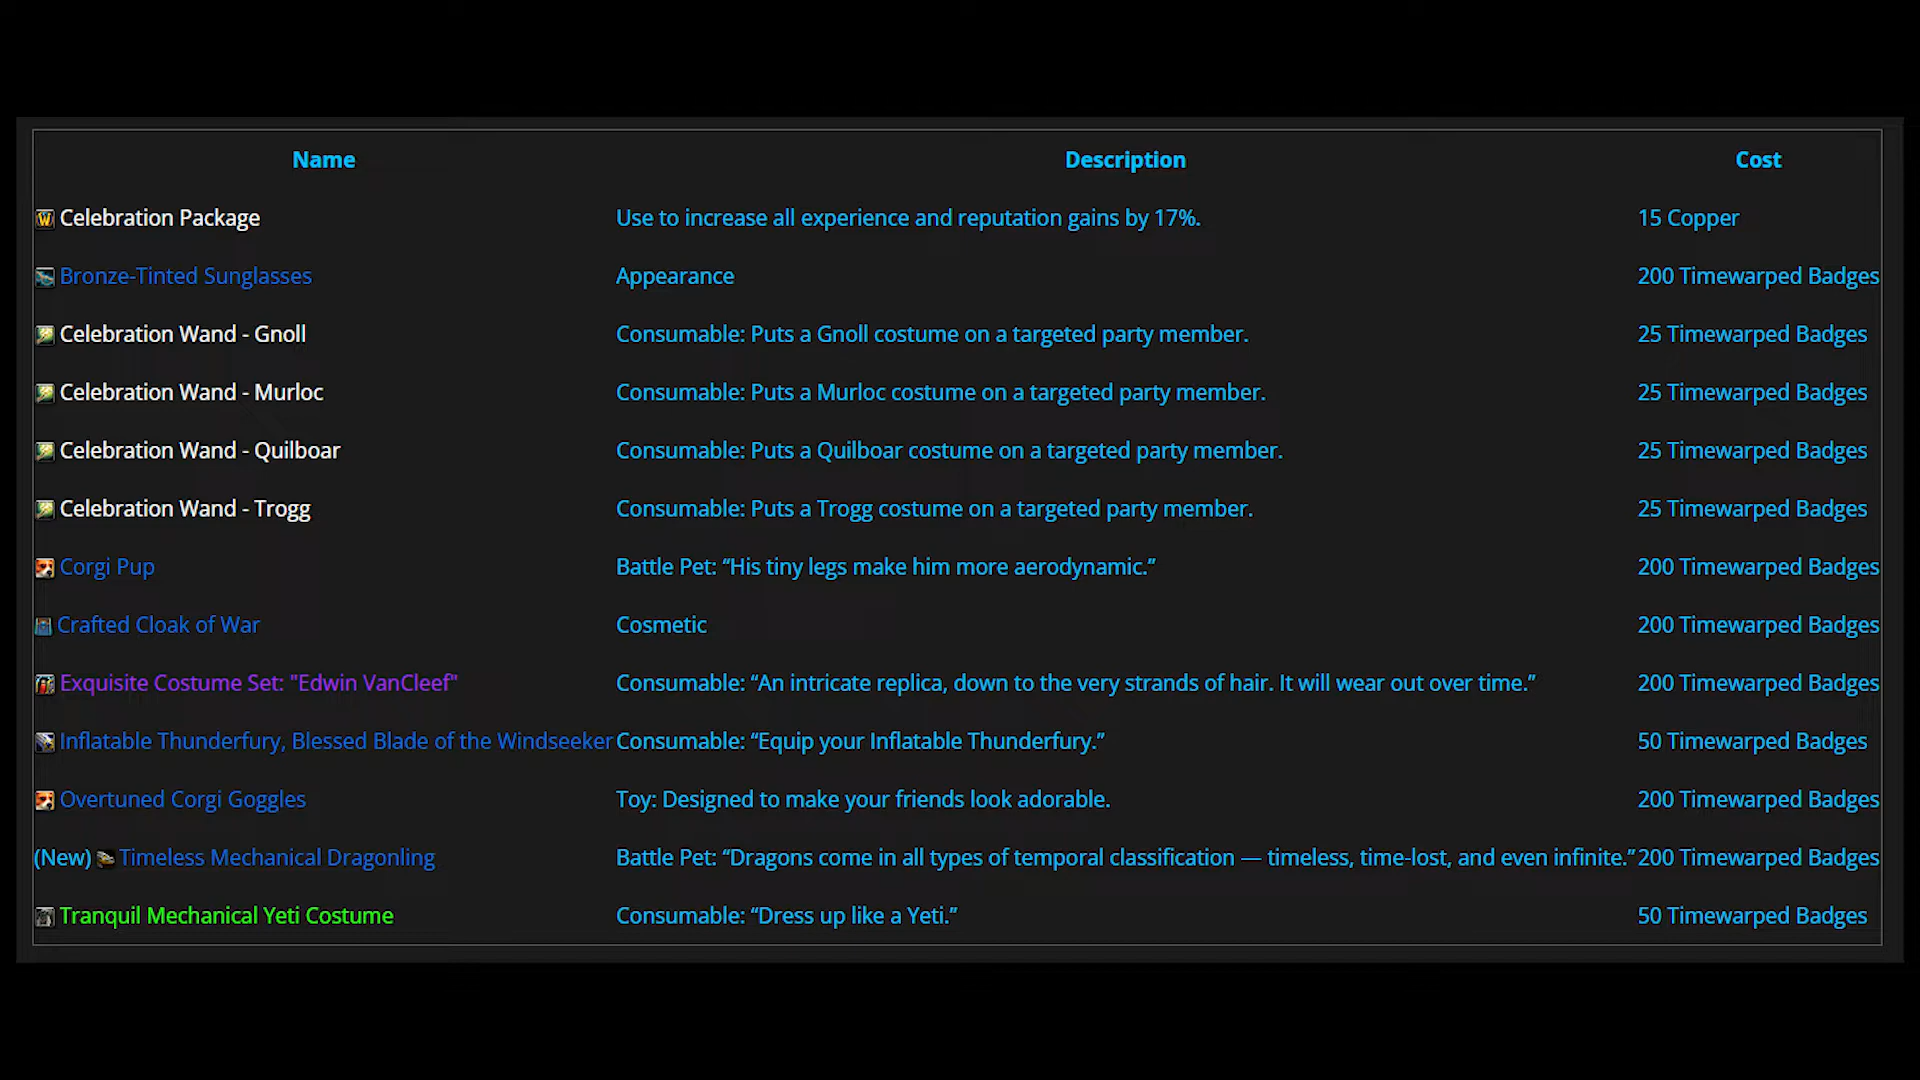 Name Description Cost
Celebration Package Use to increase all experience and reputation gains by 17%. 15 Copper
Bronze-Tinted Sunglasses Appearance 200 Timewarped Badges
Celebration Wand - Gnoll Consumable: Puts a Gnoll costume on a targeted party member. 25 Timewarped Badges
Celebration Wand - Murloc Consumable: Puts a Murloc costume on a targeted party member. 25 Timewarped Badges
Celebration Wand - Quilboar Consumable: Puts a Quilboar costume on a targeted party member. 25 Timewarped Badges
Celebration Wand - Trogg Consumable: Puts a Trogg costume on a targeted party member. 25 Timewarped Badges
Corgi Pup Battle Pet: “His tiny legs make him more aerodynamic.” 200 Timewarped Badges
Crafted Cloak of War Cosmetic 200 Timewarped Badges
Exquisite Costume Set: "Edwin VanCleef" Consumable: “An intricate replica, down to the very strands of hair. It will wear out over time.” 200 Timewarped Badges
Inflatable Thunderfury, Blessed Blade of the Windseeker Consumable: “Equip your Inflatable Thunderfury.” 50 Timewarped Badges
Overtuned Corgi Goggles Toy: Designed to make your friends look adorable. 200 Timewarped Badges
(New) Timeless Mechanical Dragonling Battle Pet: “Dragons come in all types of temporal classification — timeless, time-lost, and even infinite.” 200 Timewarped Badges
Tranquil Mechanical Yeti Costume Consumable: “Dress up like a Yeti.” 50 Timewarped Badges